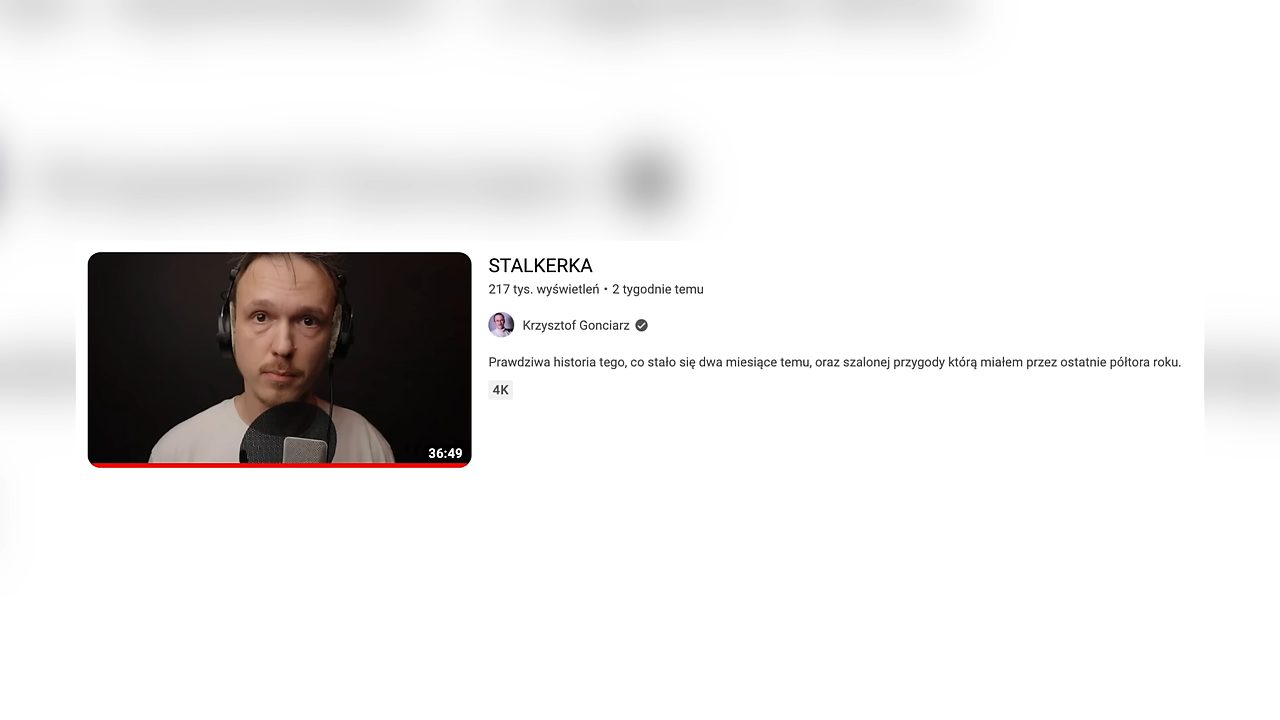 STALKERKA
217 tys. wyświetleń • 2 tygodnie temu
Krzysztof Gonciarz
Prawdziwa historia tego, co stało się dwa miesiące temu, oraz szalonej przygody którą miałem przez ostatnie półtora roku.
4K
36:49